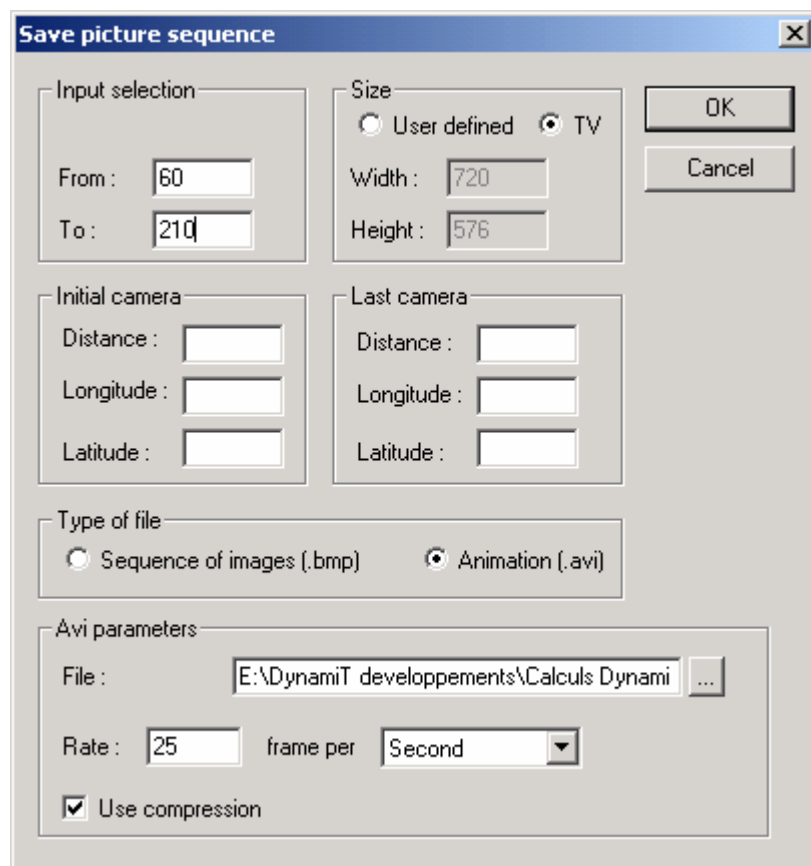 Save picture sequence
Input selection
From : 60
To : 210
Size
User defined TV
Width : 720
Height : 576
OK
Cancel
Initial camera
Distance :
Longitude :
Latitude :
Last camera
Distance :
Longitude :
Latitude :
Type of file
Sequence of images (.bmp) Animation (.avi)
Avi parameters
File : E:\DynamiT developpements\Calculs Dynami ...
Rate : 25 frame per Second
Use compression